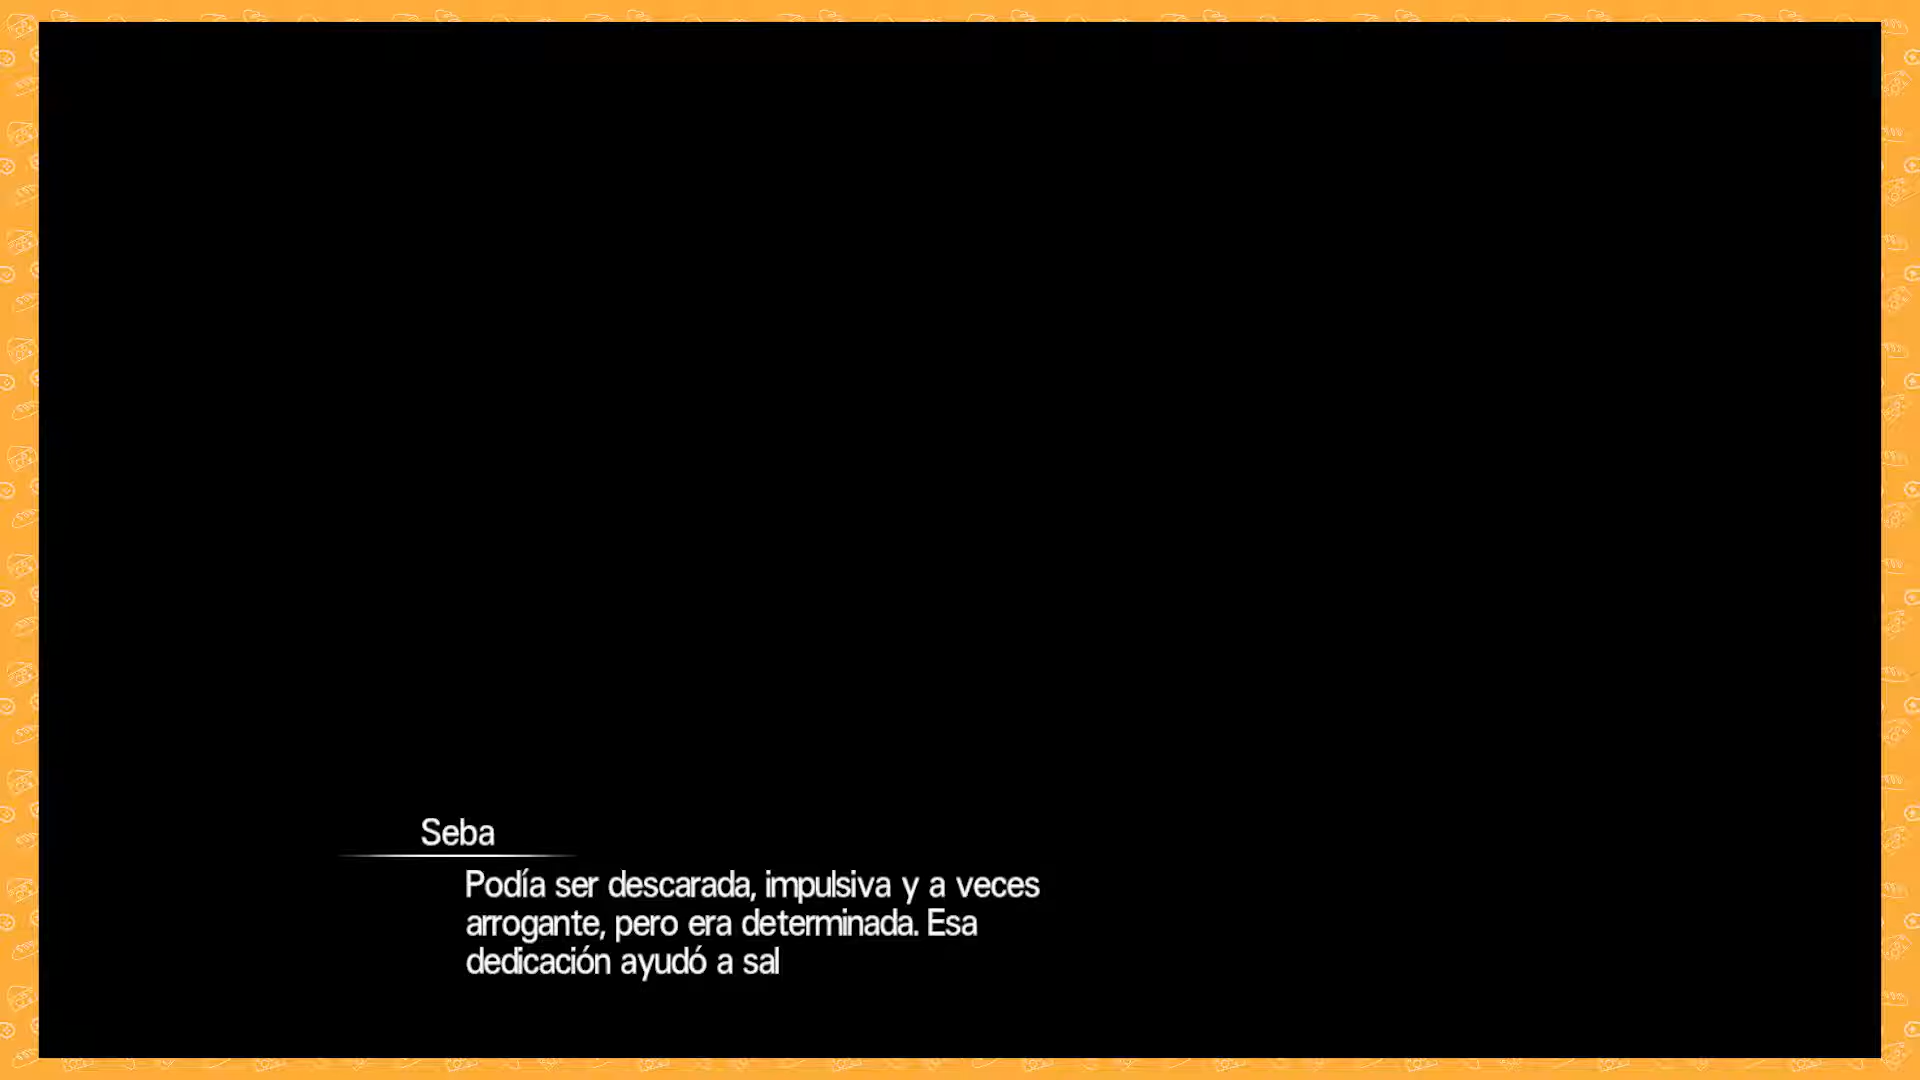 Seba
Podía ser descarada, impulsiva y a veces
arrogante, pero era determinada. Esa
dedicación ayudó a sal